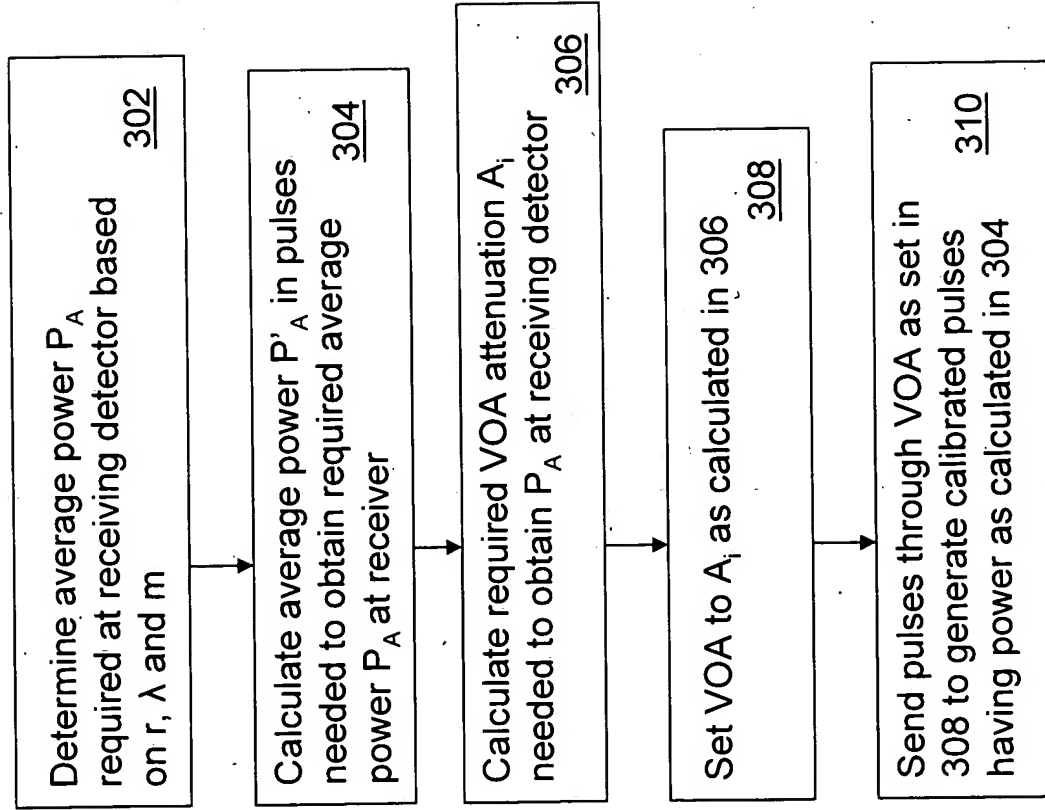 Determine average power P_A
required at receiving detector based
on r, λ and m
302
Calculate average power P'_A in pulses
needed to obtain required average
power P_A at receiver
304
Calculate required VOA attenuation A_i
needed to obtain P_A at receiving detector
306
Set VOA to A_i as calculated in 306
308
Send pulses through VOA as set in
308 to generate calibrated pulses
having power as calculated in 304
310